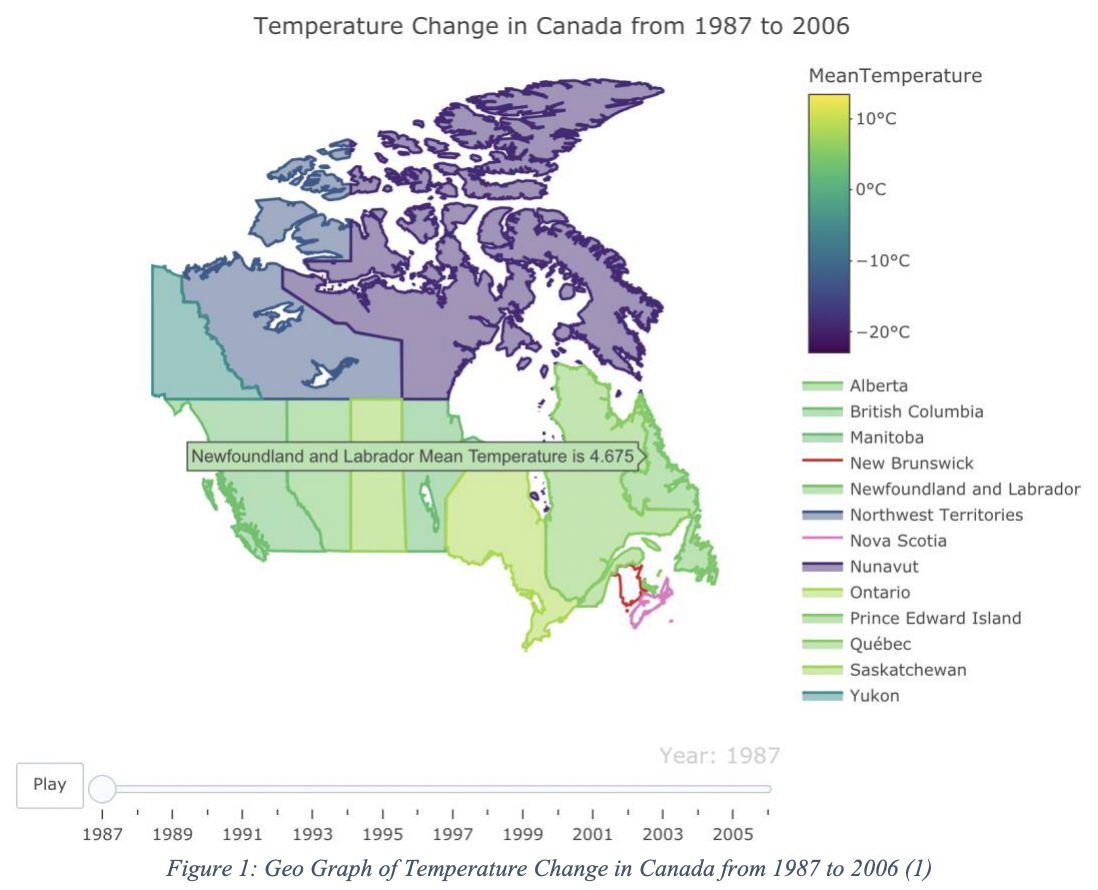 Temperature Change in Canada from 1987 to 2006
MeanTemperature
10°C
0°C
−10°C
−20°C
Alberta
British Columbia
Manitoba
New Brunswick
Newfoundland and Labrador
Northwest Territories
Nova Scotia
Nunavut
Ontario
Prince Edward Island
Québec
Saskatchewan
Yukon
Newfoundland and Labrador Mean Temperature is 4.675
Year: 1987
Play
1987 1989 1991 1993 1995 1997 1999 2001 2003 2005
Figure 1: Geo Graph of Temperature Change in Canada from 1987 to 2006 (1)